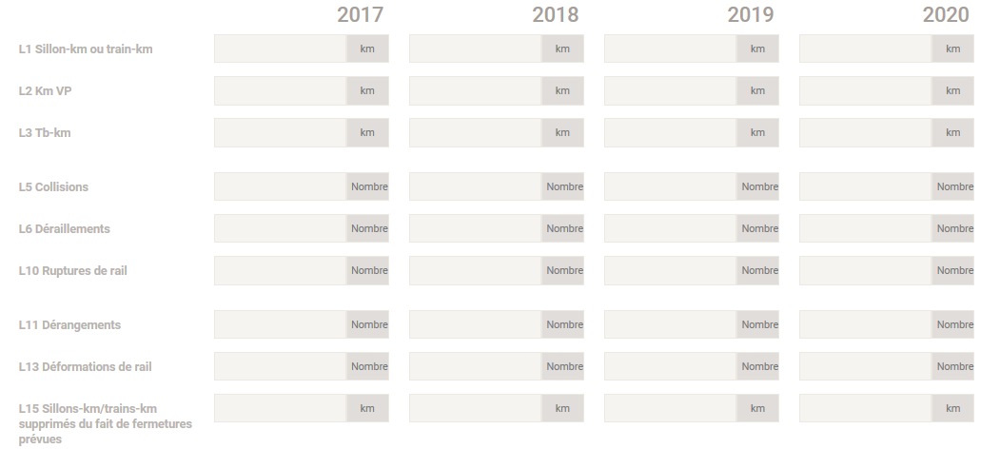 2017 2018 2019 2020
L1 Sillon-km ou train-km km km km km
L2 Km VP km km km km
L3 Tb-km km km km km
L5 Collisions Nombre Nombre Nombre Nombre
L6 Déraillements Nombre Nombre Nombre Nombre
L10 Ruptures de rail Nombre Nombre Nombre Nombre
L11 Dérangements Nombre Nombre Nombre Nombre
L13 Déformations de rail Nombre Nombre Nombre Nombre
L15 Sillons-km/trains-km km km km km
supprimés du fait de fermetures
prévues